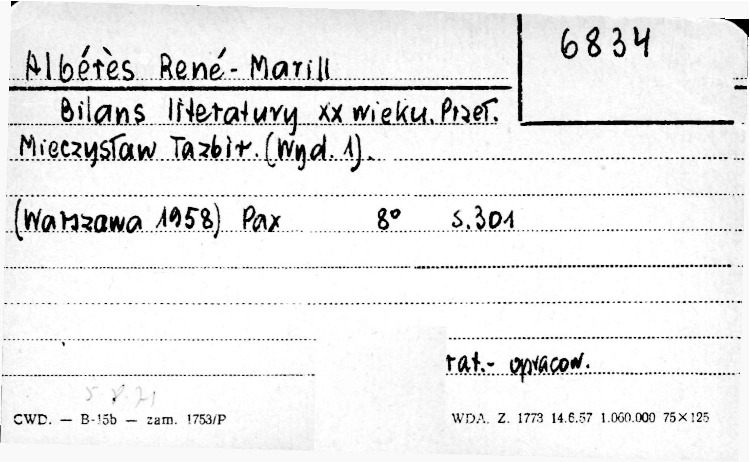 6834
Albérès René-Marill
Bilans literatury XX wieku. Przeł.
Mieczysław Tazbir. (Wyd. 1).
(Warszawa 1958) Pax 8° s.301
rat.- opracow.
CWD. — B-15b — zam. 1753/P
WDA. Z. 1773 14.6.57 1.060.000 75×125